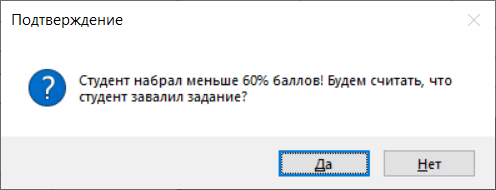 Подтверждение
Студент набрал меньше 60% баллов! Будем считать, что
студент завалил задание?
Да
Нет